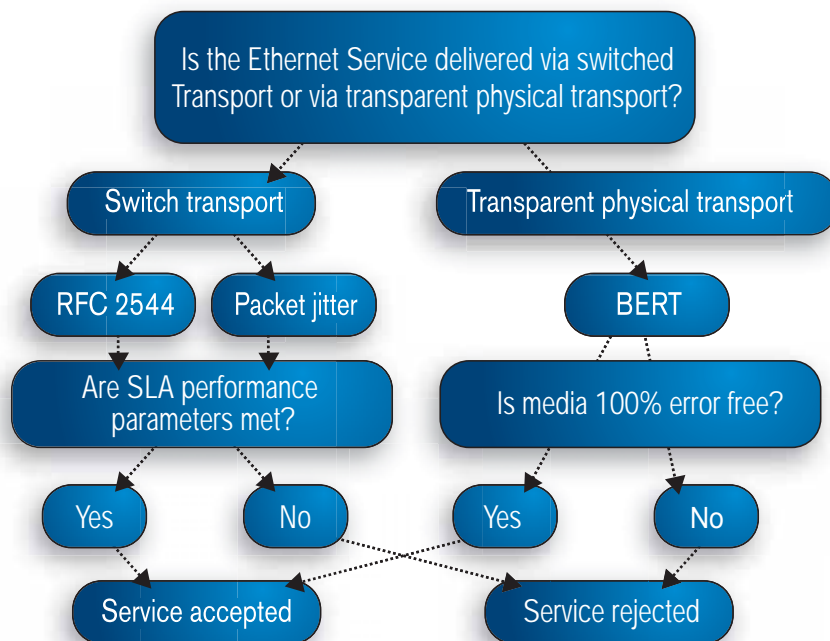 Is the Ethernet Service delivered via switched
Transport or via transparent physical transport?
Switch transport
Transparent physical transport
RFC 2544
Packet jitter
BERT
Are SLA performance
parameters met?
Is media 100% error free?
Yes
No
Yes
No
Service accepted
Service rejected